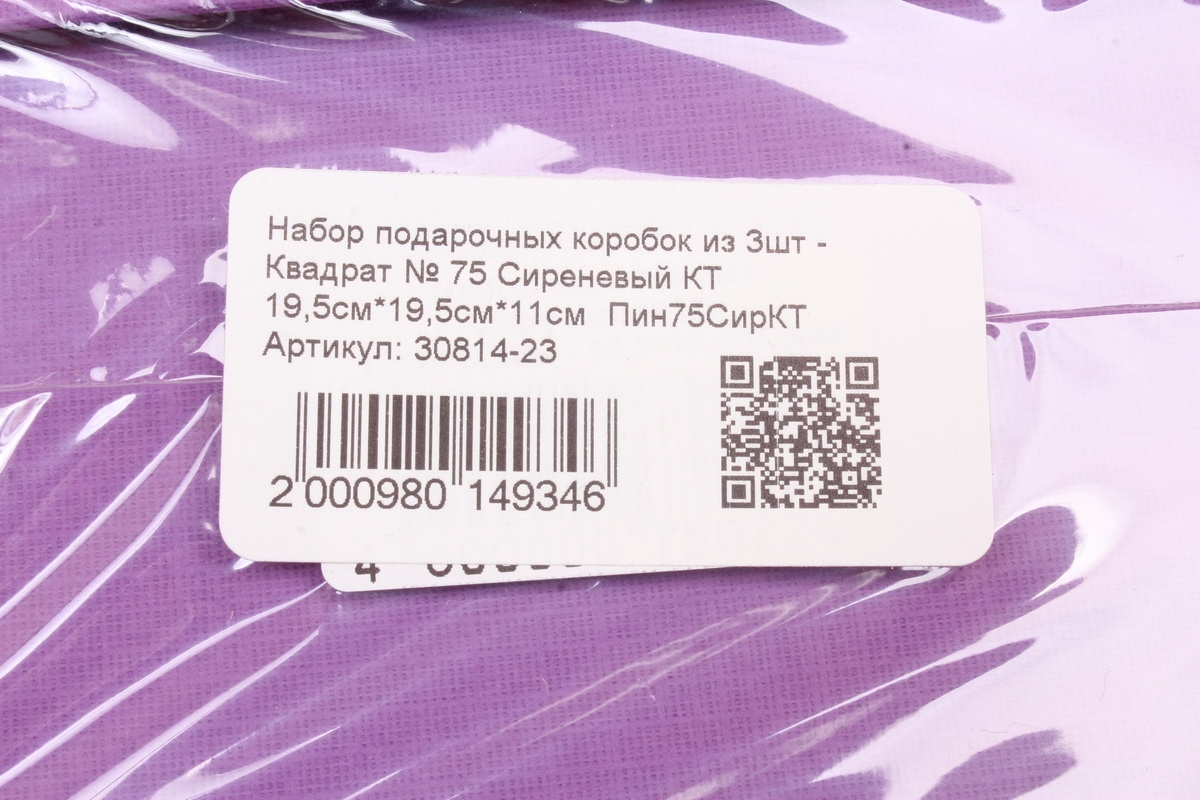 Набор подарочных коробок из 3шт -
Квадрат № 75 Сиреневый КТ
19,5см*19,5см*11см Пин75СирКТ
Артикул: 30814-23
2 000980 149346